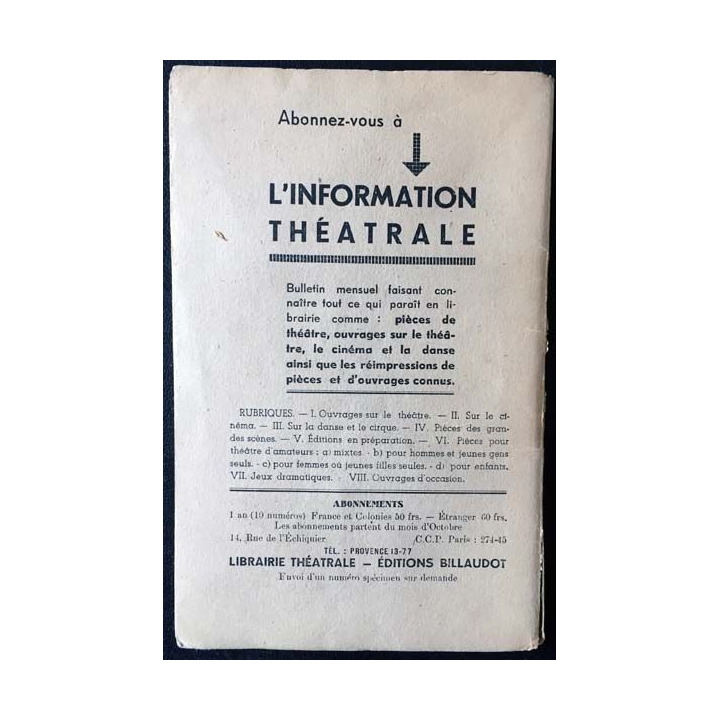 Abonnez-vous à
L'INFORMATION
THÉATRALE
Bulletin mensuel faisant con-
naître tout ce qui paraît en li-
brairie comme : pièces de
théâtre, ouvrages sur le théâ-
tre, le cinéma et la danse
ainsi que les réimpressions de
pièces et d'ouvrages connus.
RUBRIQUES. — I. Ouvrages sur le théâtre. — II. Sur le ci-
néma. — III. Sur la danse et le cirque. — IV. Pièces des gran-
des scènes. — V. Éditions en préparation. — VI. Pièces pour
théâtre d'amateurs : a) mixtes. - b) pour hommes et jeunes gens
seuls. - c) pour femmes où jeunes filles seules. - d) pour enfants.
VII. Jeux dramatiques. - VIII. Ouvrages d'occasion.
ABONNEMENTS
1 an (10 numéros) France et Colonies 50 frs. — Étranger 60 frs.
Les abonnements partent du mois d'Octobre
14, Rue de l'Échiquier C.C.P. Paris : 274-45
TÉL. : PROVENCE 13-77
LIBRAIRIE THÉATRALE — ÉDITIONS BILLAUDOT
Envoi d'un numéro spécimen sur demande